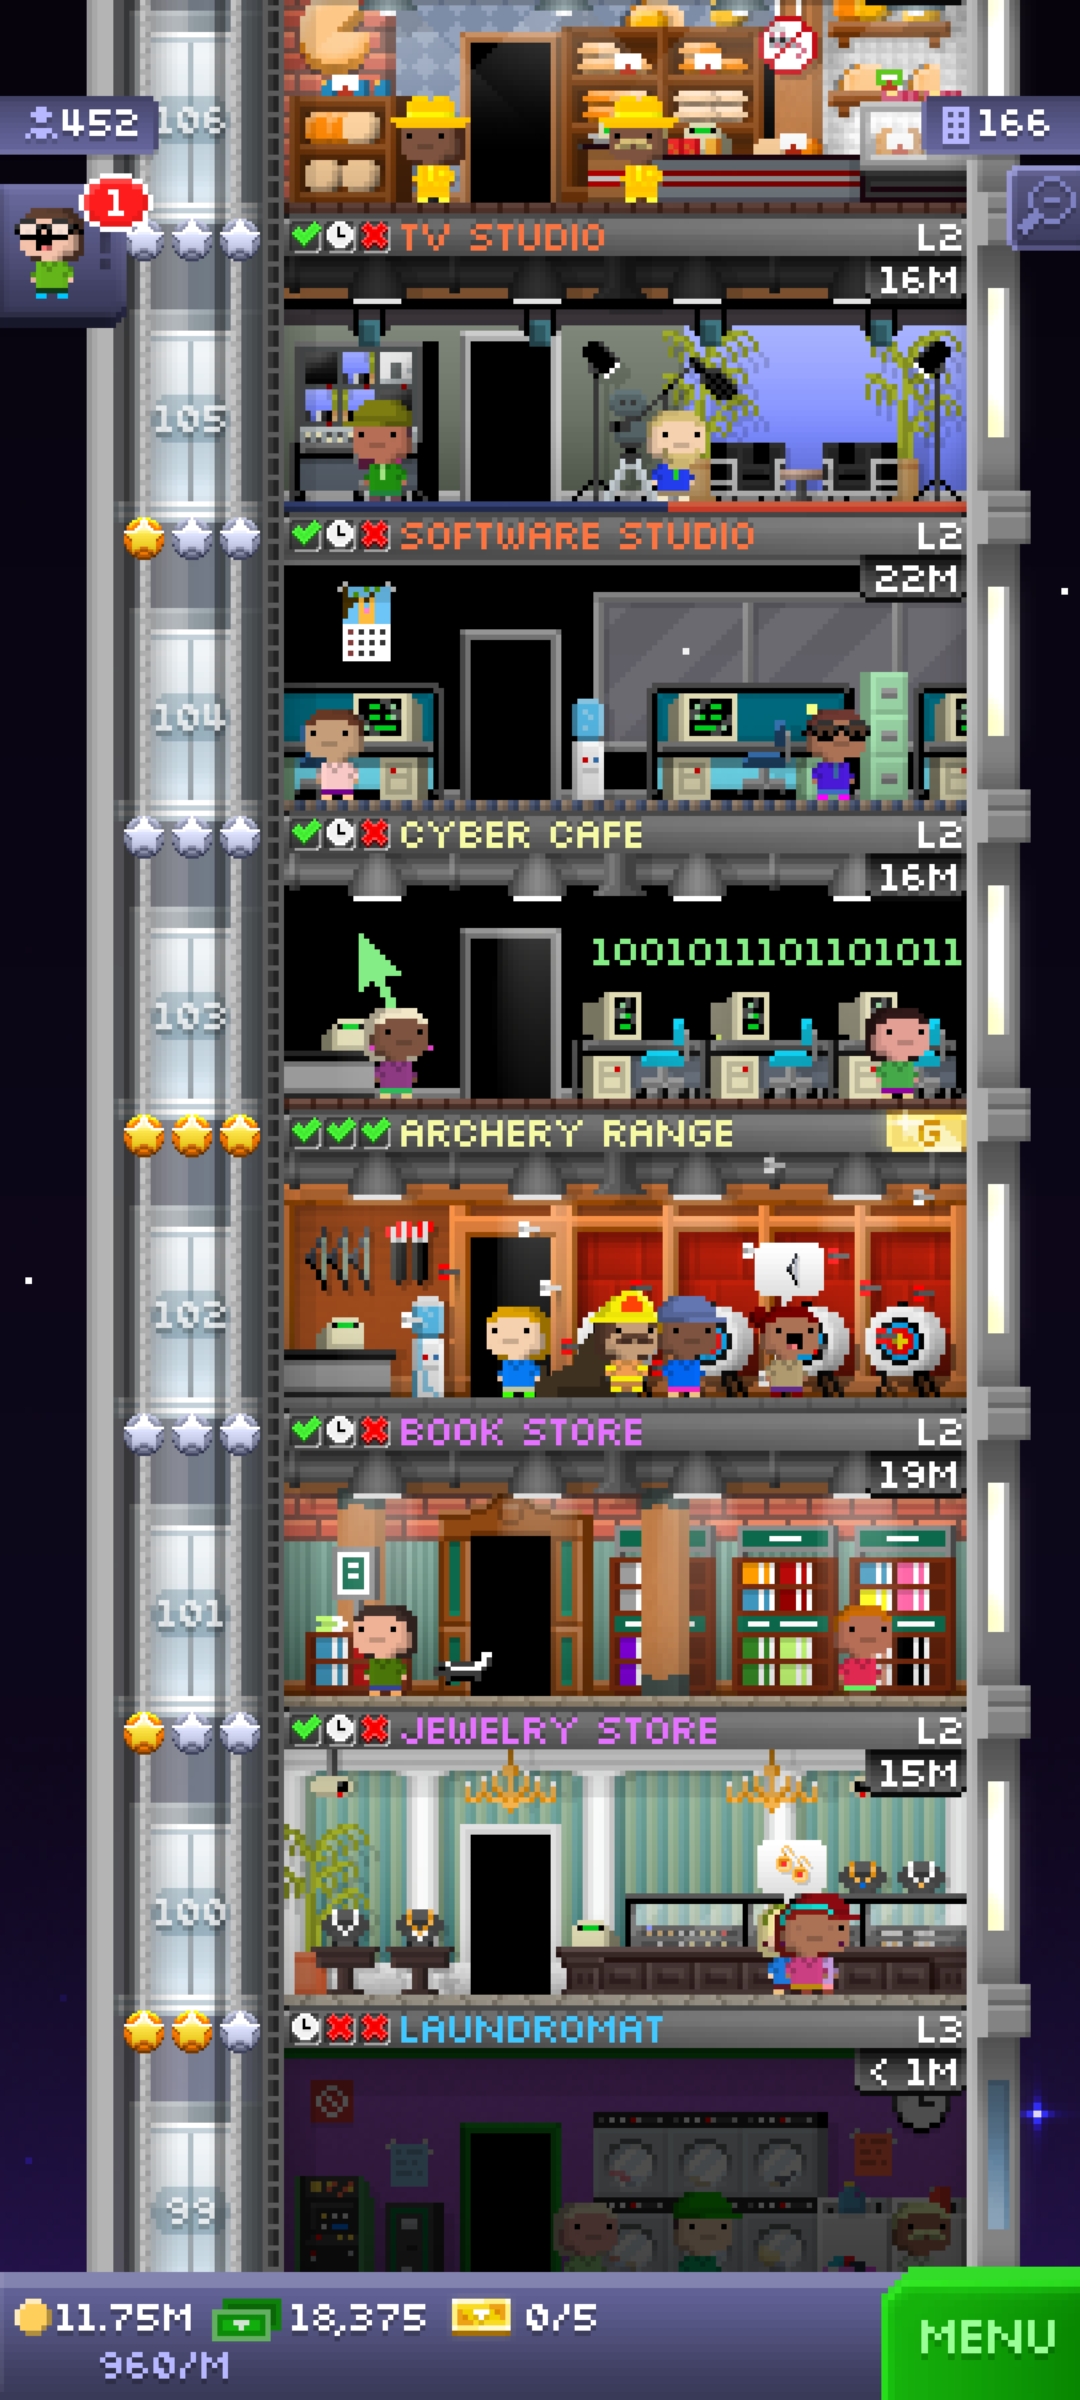 106
452
166
1
TV STUDIO L2
16M
105
SOFTWARE STUDIO L2
22M
104
CYBER CAFE L2
16M
1001011101101011
103
ARCHERY RANGE G
102
BOOK STORE L2
19M
101
JEWELRY STORE L2
15M
100
LAUNDROMAT L3
< 1M
99
11.75M 18,375 0/5
960/M
MENU